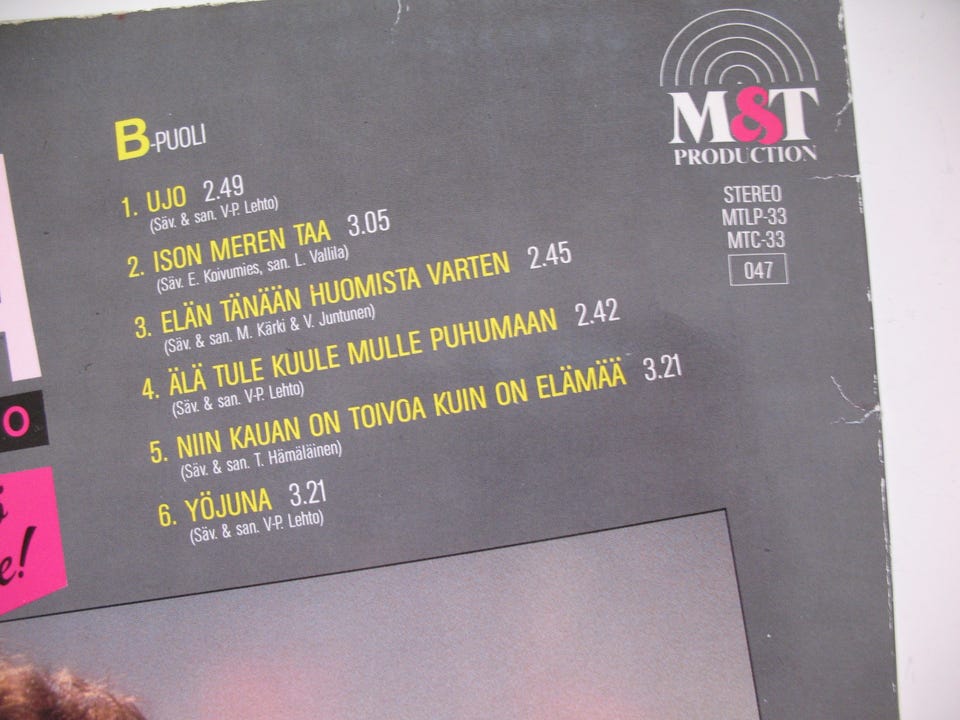 B-PUOLI
1. UJO 2.49
(Säv. & san. V-P. Lehto)
2. ISON MEREN TAA 3.05
(Säv. E. Koivumies, san. L. Vallila)
3. ELÄN TÄNÄÄN HUOMISTA VARTEN 2.45
(Säv. & san. M. Kärki & V. Juntunen)
4. ÄLÄ TULE KUULE MULLE PUHUMAAN 2.42
(Säv. & san. V-P. Lehto)
5. NIIN KAUAN ON TOIVOA KUIN ON ELÄMÄÄ 3.21
(Säv. & san. T. Hämäläinen)
6. YÖJUNA 3.21
(Säv. & san. V-P. Lehto)
M&T
PRODUCTION
STEREO
MTLP-33
MTC-33
047
O
e!